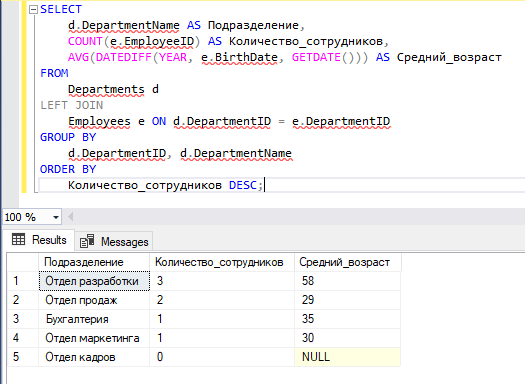 SELECT
d.DepartmentName AS Подразделение,
COUNT(e.EmployeeID) AS Количество_сотрудников,
AVG(DATEDIFF(YEAR, e.BirthDate, GETDATE())) AS Средний_возраст
FROM
Departments d
LEFT JOIN
Employees e ON d.DepartmentID = e.DepartmentID
GROUP BY
d.DepartmentID, d.DepartmentName
ORDER BY
Количество_сотрудников DESC;
100 %
Results Messages
Подразделение Количество_сотрудников Средний_возраст
1 Отдел разработки 3 58
2 Отдел продаж 2 29
3 Бухгалтерия 1 35
4 Отдел маркетинга 1 30
5 Отдел кадров 0 NULL